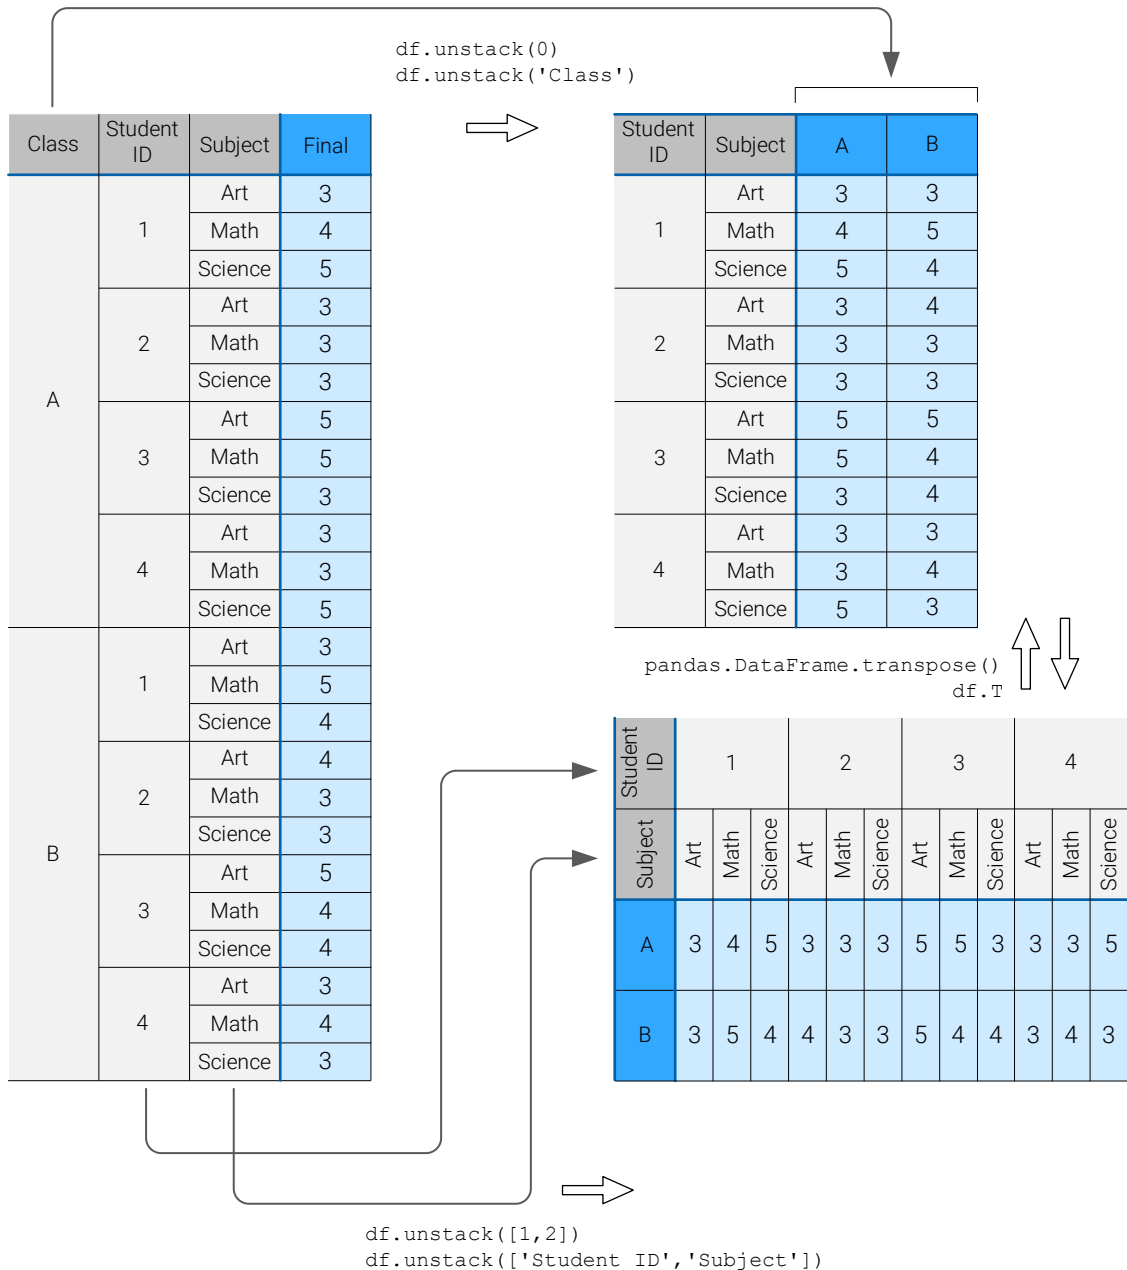 df.unstack(0)
df.unstack('Class')
Class Student ID Subject Final
A 1 Art 3
Math 4
Science 5
2 Art 3
Math 3
Science 3
3 Art 5
Math 5
Science 3
4 Art 3
Math 3
Science 5
B 1 Art 3
Math 5
Science 4
2 Art 4
Math 3
Science 3
3 Art 5
Math 4
Science 4
4 Art 3
Math 4
Science 3
Student ID Subject A B
1 Art 3 3
Math 4 5
Science 5 4
2 Art 3 4
Math 3 3
Science 3 3
3 Art 5 5
Math 5 4
Science 3 4
4 Art 3 3
Math 3 4
Science 5 3
pandas.DataFrame.transpose()
df.T
Student ID 1 2 3 4
Subject Art Math Science Art Math Science Art Math Science Art Math Science
A 3 4 5 3 3 3 5 5 3 3 3 5
B 3 5 4 4 3 3 5 4 4 3 4 3
df.unstack([1,2])
df.unstack(['Student ID','Subject'])